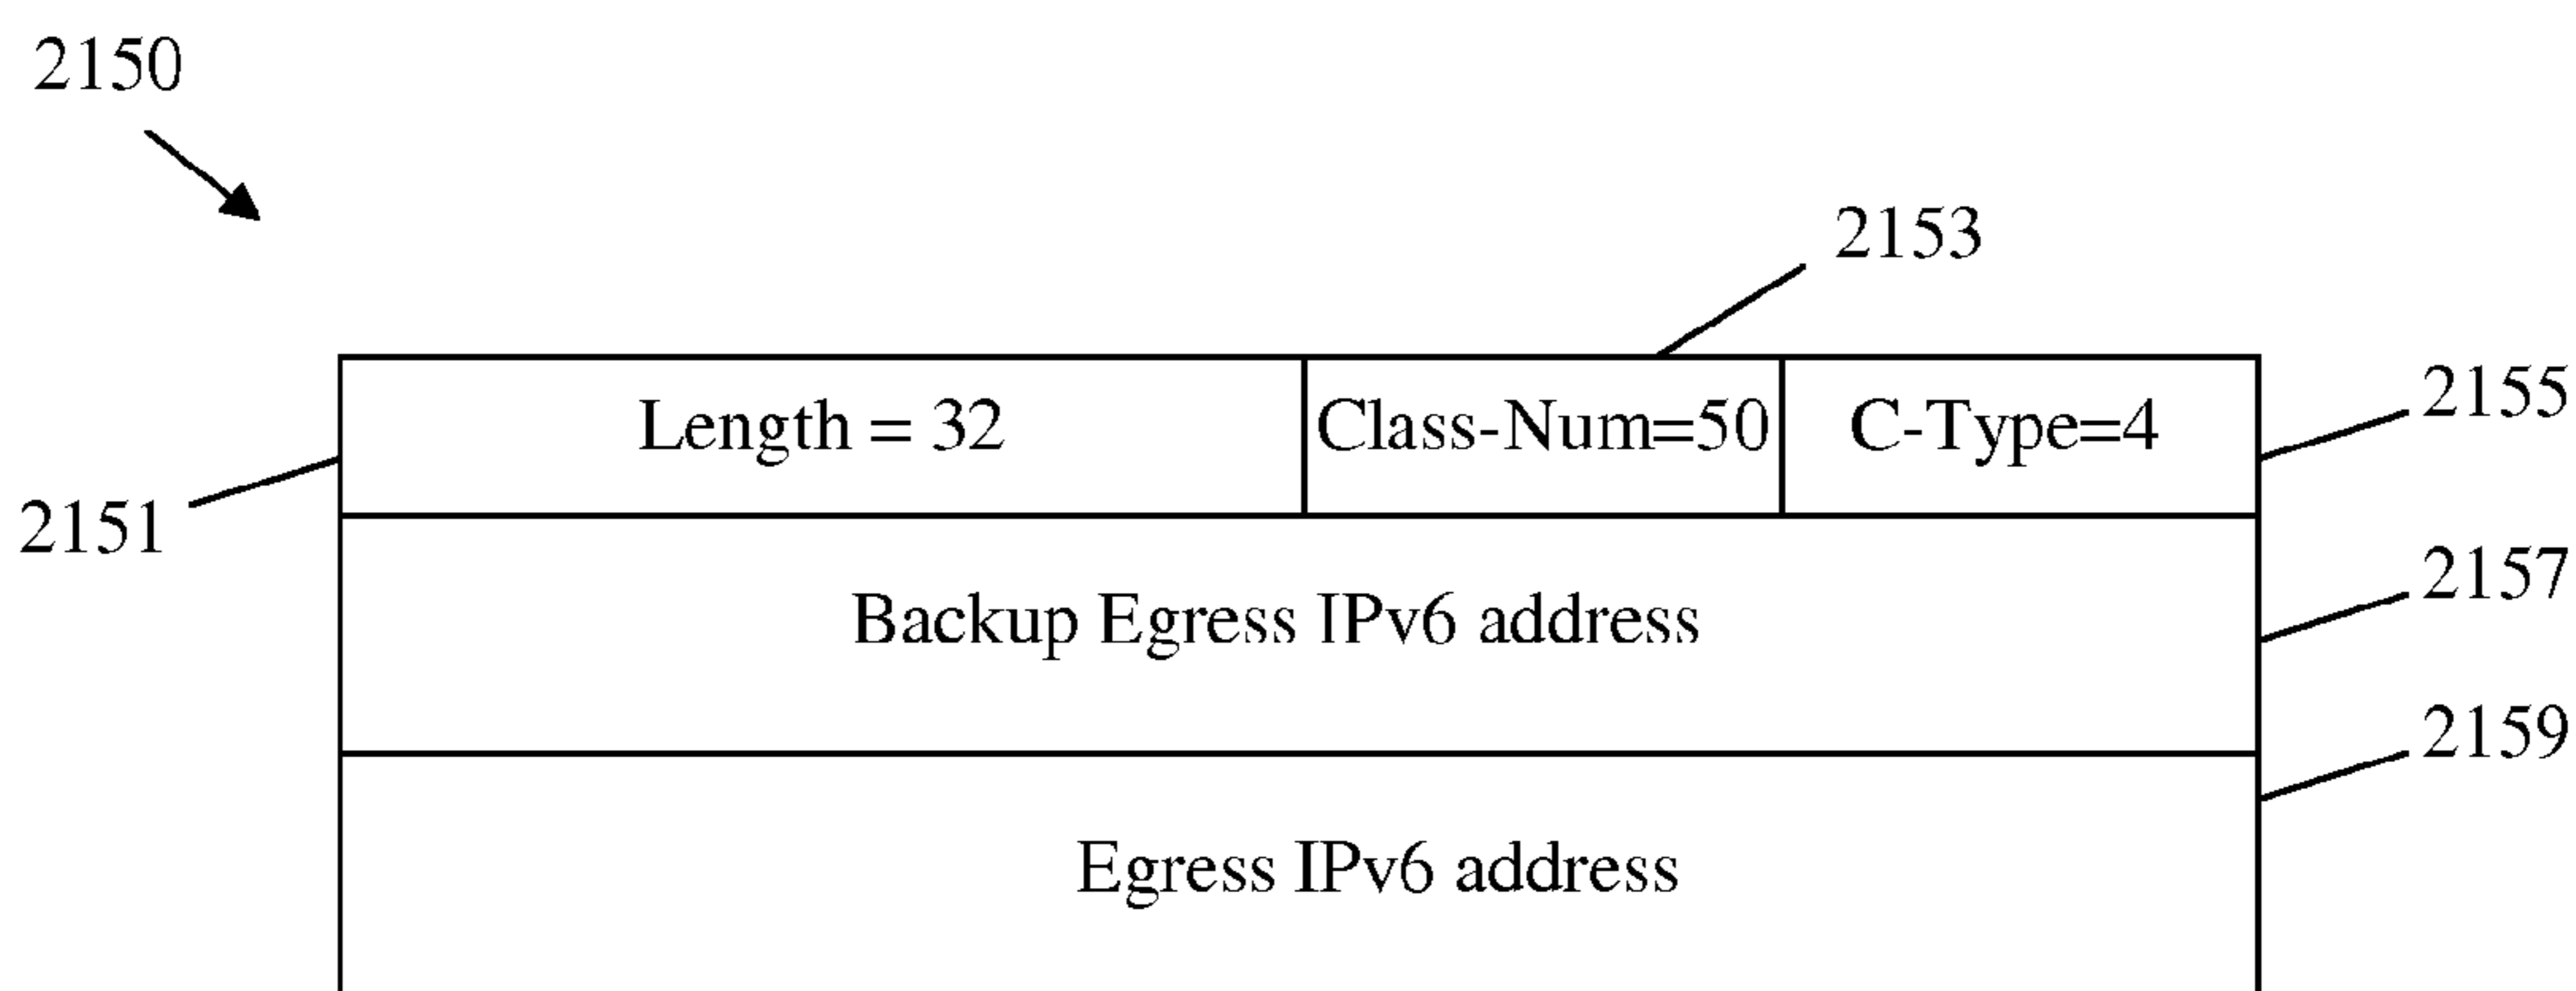 2150
2153
Length = 32 Class-Num=50 C-Type=4
2155
2151
Backup Egress IPv6 address
2157
2159
Egress IPv6 address